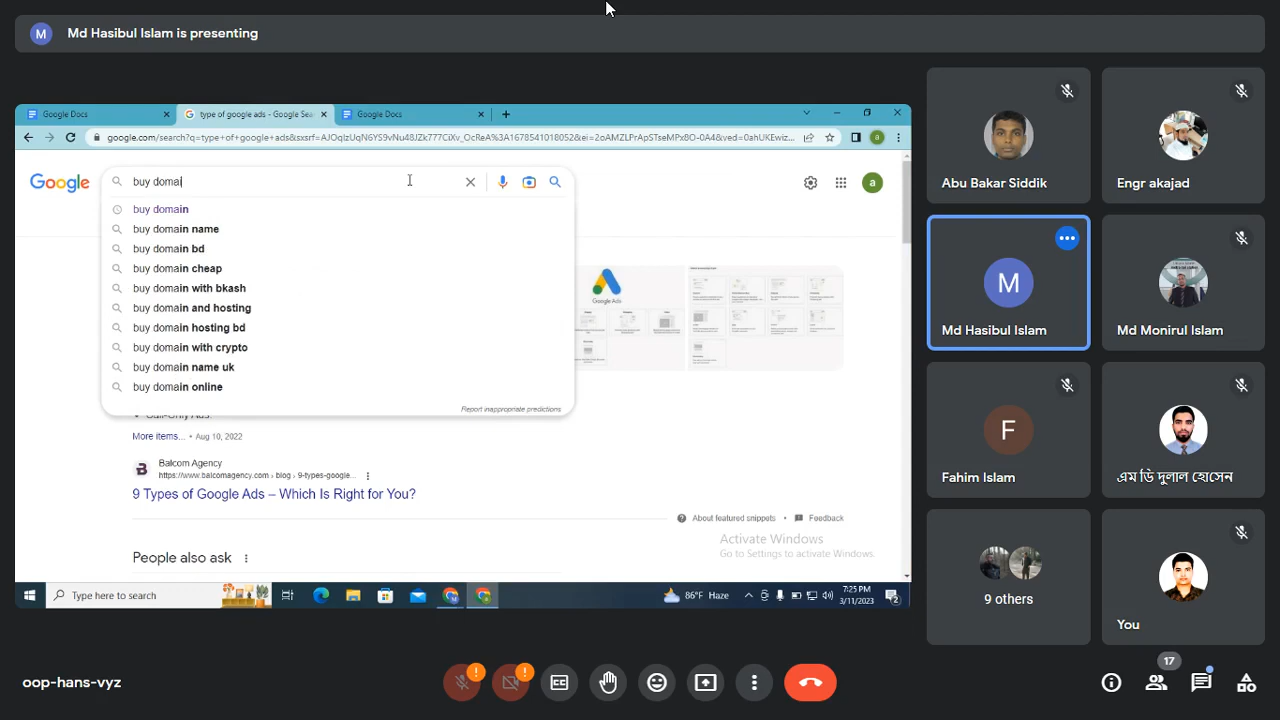 M Md Hasibul Islam is presenting
Google Docs
type of google ads - Google Sea
Google Docs
google.com/search?q=type+of+google+ads&sxsrf=AJOqlzUqN6YS9vNu48JZk777CiXv_OcReA%3A1678541018052&ei=2oAMZLPrApSTseMPx8O-0A4&ved=0ahUKEwiz...
Google
buy domai
a
buy domain
buy domain name
buy domain bd
buy domain cheap
buy domain with bkash
buy domain and hosting
buy domain hosting bd
buy domain with crypto
buy domain name uk
buy domain online
Report inappropriate predictions
Google Ads
Call-Only Ads.
More items... • Aug 10, 2022
Balcom Agency
https://www.balcomagency.com › blog › 9-types-google...
9 Types of Google Ads – Which Is Right for You?
About featured snippets • Feedback
People also ask
Activate Windows
Go to Settings to activate Windows.
Type here to search
86°F Haze
7:25 PM
3/11/2023
2
Abu Bakar Siddik
Engr akajad
M
Md Hasibul Islam
Md Monirul Islam
F
Fahim Islam
এম ডি দুলাল হোসেন
9 others
You
oop-hans-vyz
17